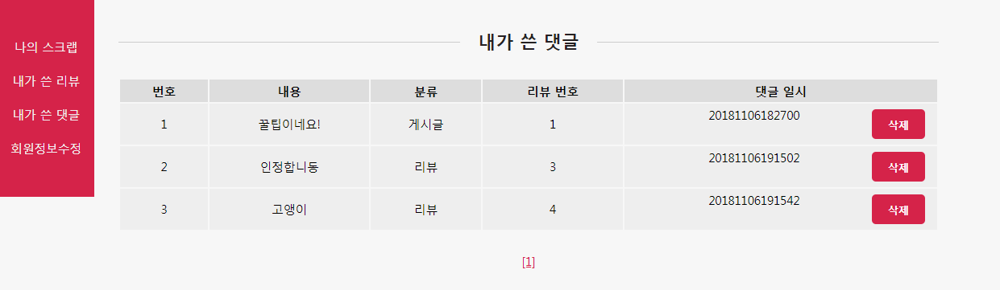 나의 스크랩
내가 쓴 리뷰
내가 쓴 댓글
회원정보수정
내가 쓴 댓글
번호 내용 분류 리뷰 번호 댓글 일시
1 꿀팁이네요! 게시글 1 20181106182700 삭제
2 인정합니동 리뷰 3 20181106191502 삭제
3 고앵이 리뷰 4 20181106191542 삭제
[1]